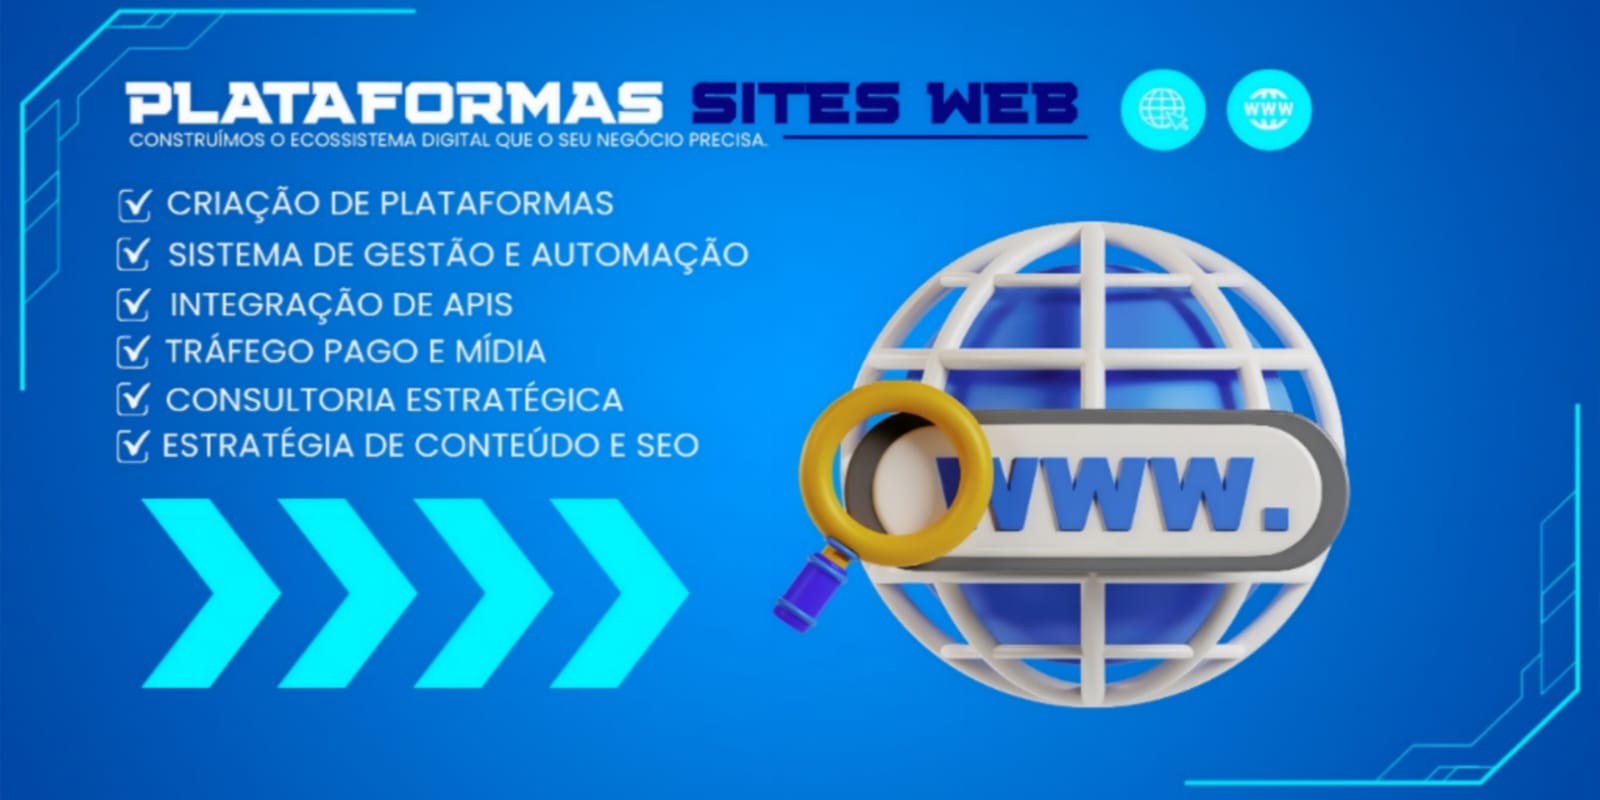 PLATAFORMAS SITES WEB
CONSTRUÍMOS O ECOSSISTEMA DIGITAL QUE O SEU NEGÓCIO PRECISA.
WWW
CRIAÇÃO DE PLATAFORMAS
SISTEMA DE GESTÃO E AUTOMAÇÃO
INTEGRAÇÃO DE APIS
TRÁFEGO PAGO E MÍDIA
CONSULTORIA ESTRATÉGICA
ESTRATÉGIA DE CONTEÚDO E SEO
www.